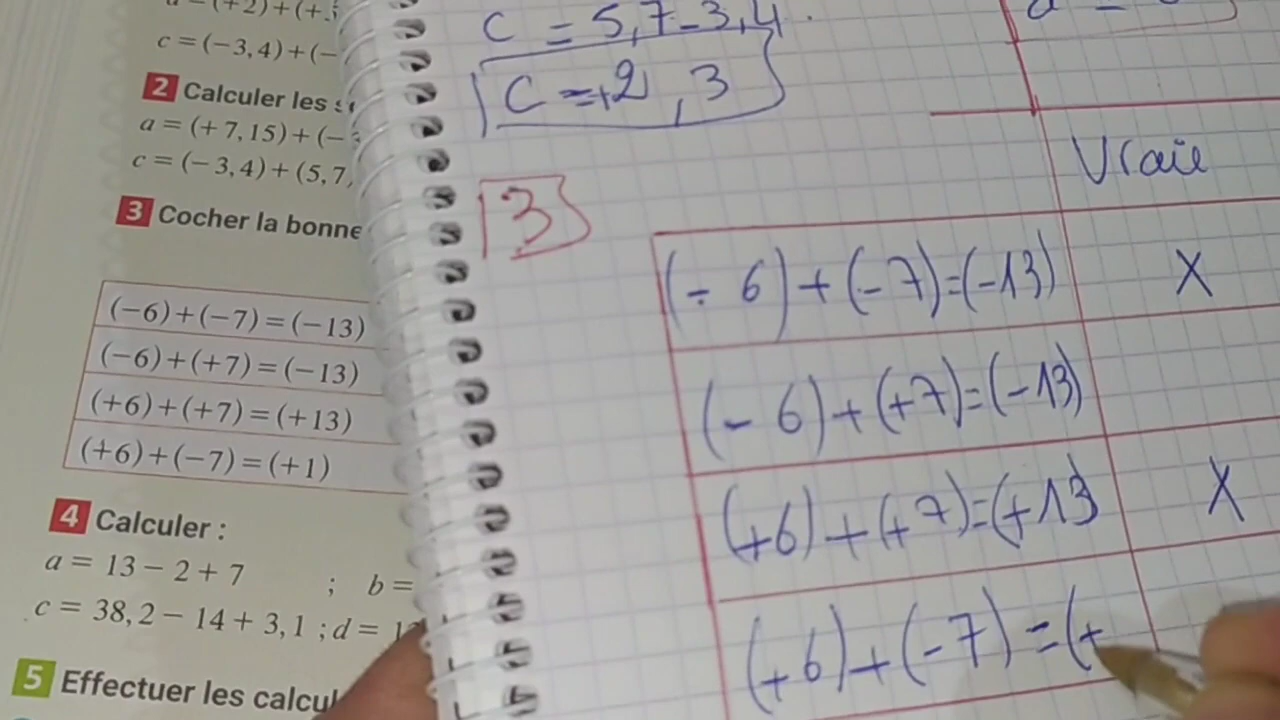 c = (−3,4)+(−
2 Calculer les
a = (+7,15)+(−
c = (−3,4)+(5,7
3 Cocher la bonne
(−6)+(−7)=(−13)
(−6)+(+7)=(−13)
(+6)+(+7)=(+13)
(+6)+(−7)=(+1)
4 Calculer :
a = 13−2+7 ; b =
c = 38,2−14+3,1 ; d = 1
5 Effectuer les calcul
C = 5,7-3,4.
C = +2,3
3
Vraie
(- 6)+(-7)=(-13) X
(- 6)+(+7)=(-13)
(+6)+(+7)=(+13 X
(+6)+(-7)=(+